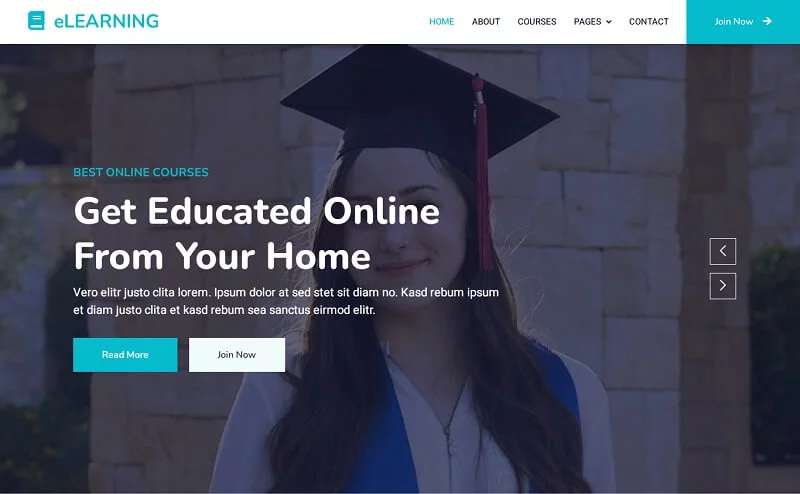 eLEARNING
HOME ABOUT COURSES PAGES CONTACT Join Now
BEST ONLINE COURSES
Get Educated Online
From Your Home
Vero elitr justo clita lorem. Ipsum dolor at sed stet sit diam no. Kasd rebum ipsum
et diam justo clita et kasd rebum sea sanctus eirmod elitr.
Read More Join Now